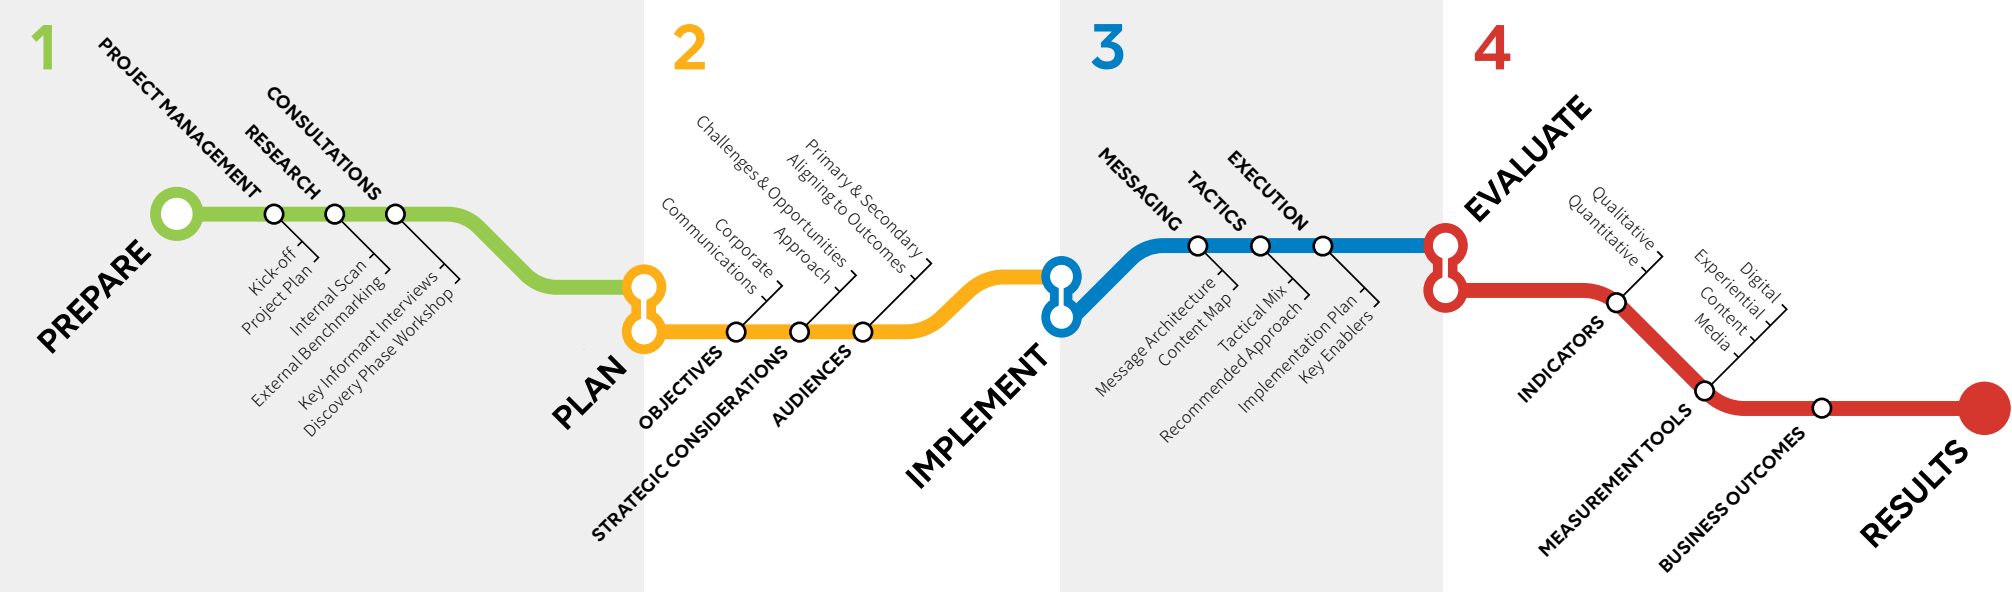 1
PREPARE
PROJECT MANAGEMENT
Kick-off
Project Plan
RESEARCH
Internal Scan
External Benchmarking
CONSULTATIONS
Key Informant Interviews
Discovery Phase Workshop
2
PLAN
OBJECTIVES
Corporate
Communications
STRATEGIC CONSIDERATIONS
Challenges & Opportunities
Approach
AUDIENCES
Primary & Secondary
Aligning to Outcomes
3
IMPLEMENT
MESSAGING
Message Architecture
Content Map
TACTICS
Tactical Mix
Recommended Approach
EXECUTION
Implementation Plan
Key Enablers
4
EVALUATE
INDICATORS
Qualitative
Quantitative
MEASUREMENT TOOLS
Digital
Experiential
Content
Media
BUSINESS OUTCOMES
RESULTS